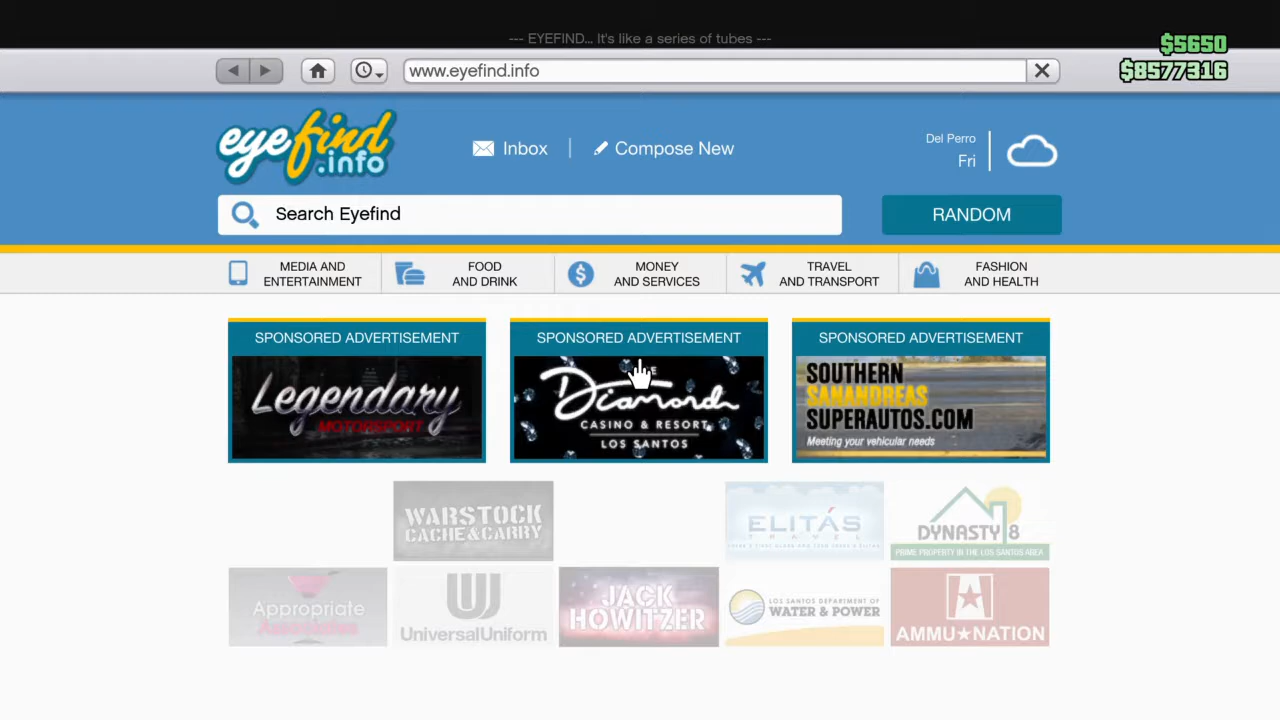 --- EYEFIND... It's like a series of tubes ---
$5650
www.eyefind.info
$8577316
eyefind
.info
Inbox
Compose New
Del Perro
Fri
Search Eyefind
RANDOM
MEDIA AND
ENTERTAINMENT
FOOD
AND DRINK
MONEY
AND SERVICES
TRAVEL
AND TRANSPORT
FASHION
AND HEALTH
SPONSORED ADVERTISEMENT
Legendary
MOTORSPORT
SPONSORED ADVERTISEMENT
Diamond
CASINO & RESORT
LOS SANTOS
SPONSORED ADVERTISEMENT
SOUTHERN
SANANDREAS
SUPERAUTOS.COM
Meeting your vehicular needs
WARSTOCK
CACHE&CARRY
ELITÁS
TRAVEL
DYNASTY 8
PRIME PROPERTY IN THE LOS SANTOS AREA
Appropriate
Associates
UniversalUniform
JACK
HOWITZER
LOS SANTOS DEPARTMENT OF
WATER & POWER
AMMU★NATION